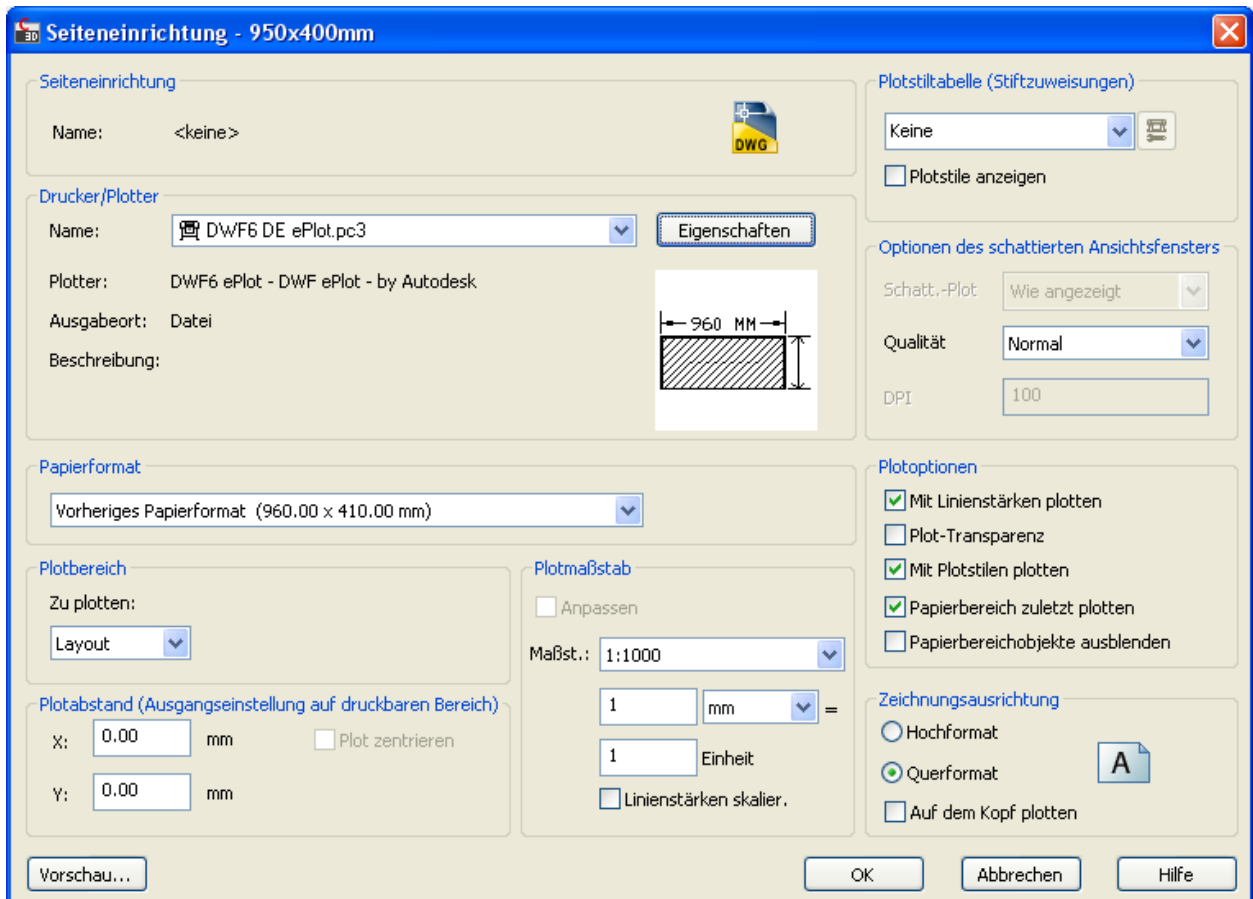 Seiteneinrichtung - 950x400mm
Seiteneinrichtung
Name: <keine>
DWG
Drucker/Plotter
Name: DWF6 DE ePlot.pc3
Eigenschaften
Plotter: DWF6 ePlot - DWF ePlot - by Autodesk
Ausgabeort: Datei
Beschreibung:
960 MM
Papierformat
Vorheriges Papierformat (960.00 x 410.00 mm)
Plotbereich
Zu plotten:
Layout
Plotabstand (Ausgangseinstellung auf druckbaren Bereich)
X: 0.00 mm
Plot zentrieren
Y: 0.00 mm
Plotmaßstab
Anpassen
Maßst.: 1:1000
1 mm =
1 Einheit
Linienstärken skalier.
Plotstiltabelle (Stiftzuweisungen)
Keine
Plotstile anzeigen
Optionen des schattierten Ansichtsfensters
Schatt.-Plot Wie angezeigt
Qualität Normal
DPI 100
Plotoptionen
Mit Linienstärken plotten
Plot-Transparenz
Mit Plotstilen plotten
Papierbereich zuletzt plotten
Papierbereichobjekte ausblenden
Zeichnungsausrichtung
Hochformat
Querformat
A
Auf dem Kopf plotten
Vorschau...
OK
Abbrechen
Hilfe